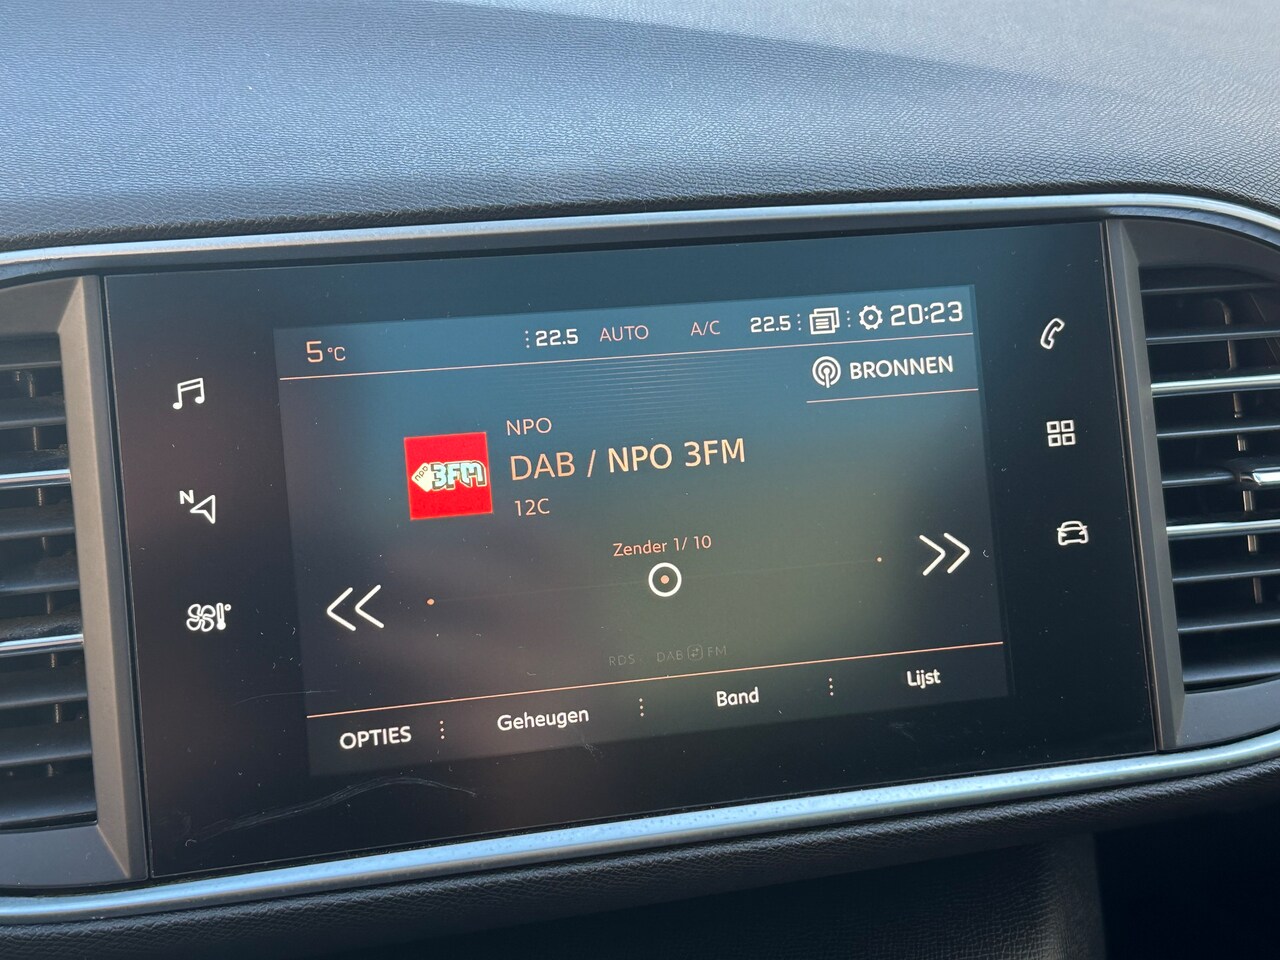 5°C 22.5 AUTO A/C 22.5 20:23
BRONNEN
NPO
npo 3FM
DAB / NPO 3FM
12C
Zender 1/ 10
RDS DAB FM
OPTIES Geheugen Band Lijst
N